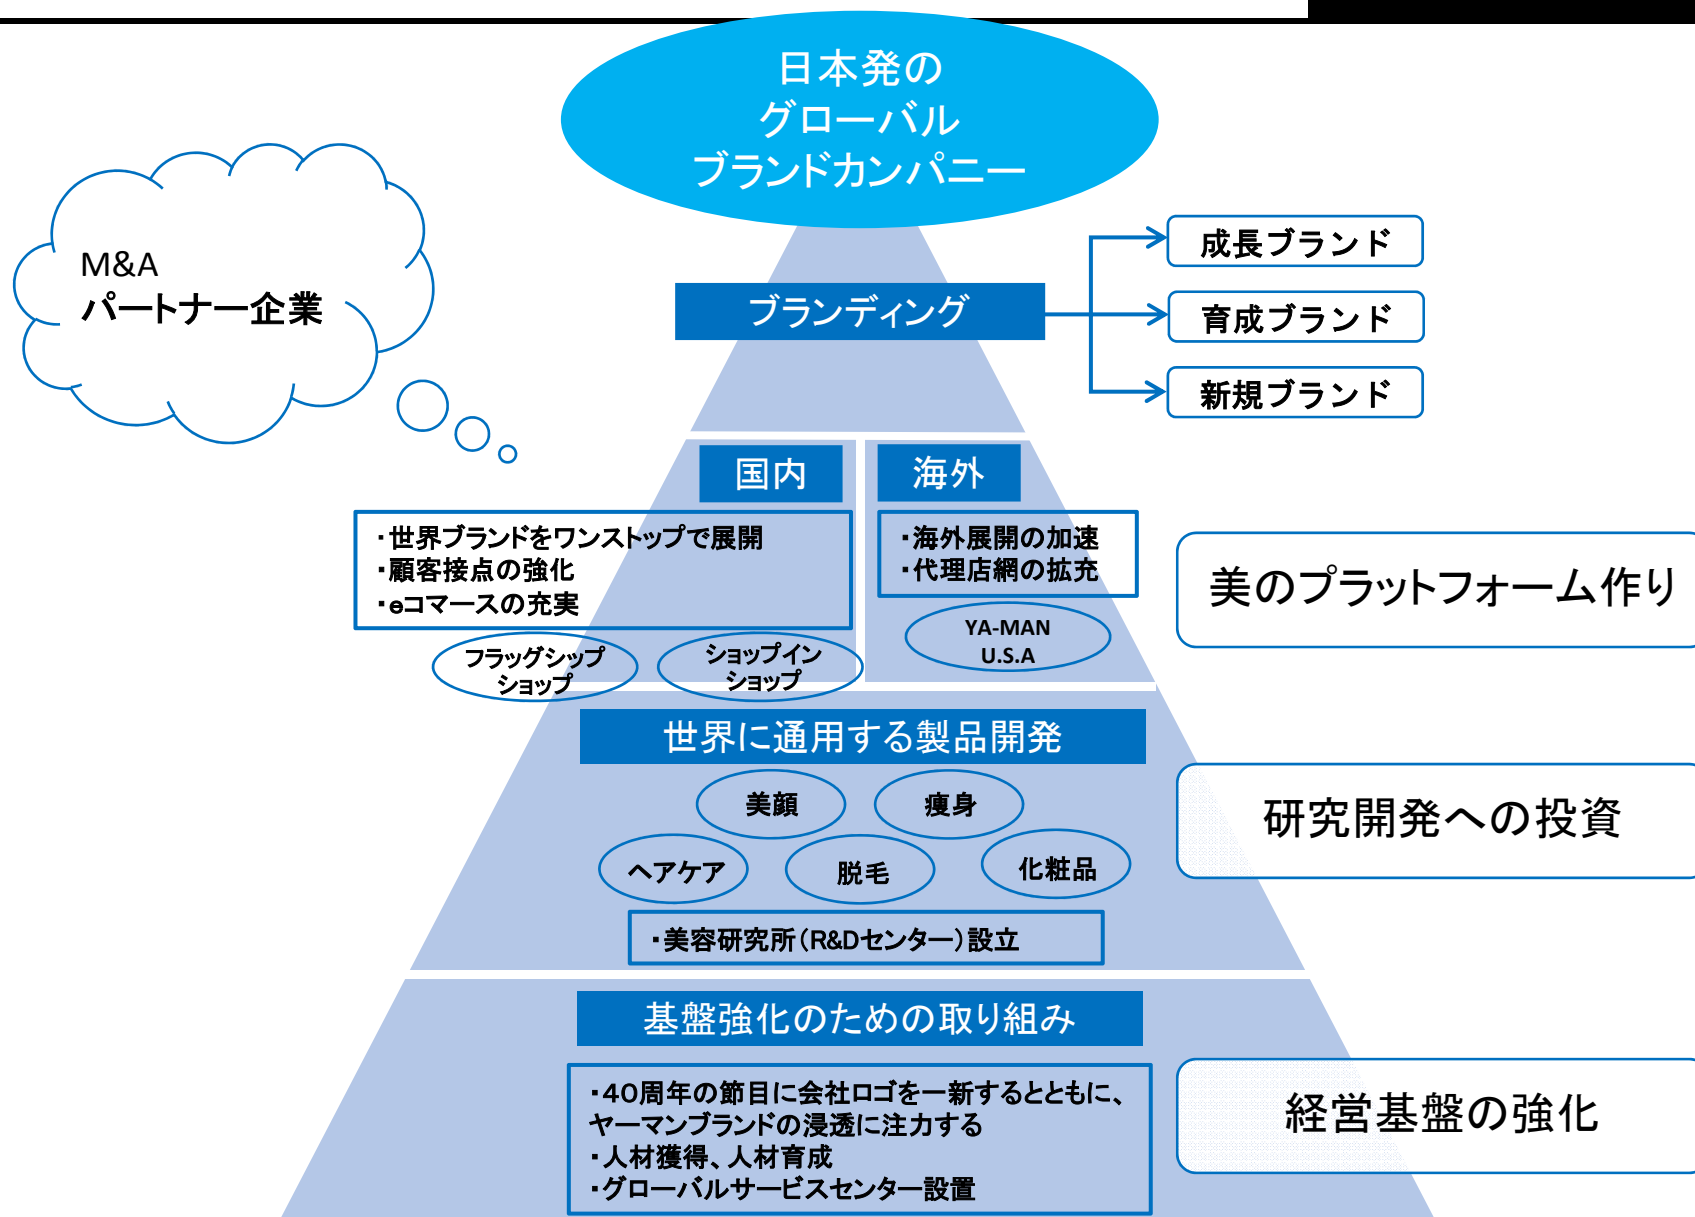 日本発の
グローバル
ブランドカンパニー
M&A
パートナー企業
ブランディング
成長ブランド
育成ブランド
新規ブランド
国内
海外
・世界ブランドをワンストップで展開
・顧客接点の強化
・eコマースの充実
・海外展開の加速
・代理店網の拡充
フラッグシップ
ショップ
ショップイン
ショップ
YA-MAN
U.S.A
美のプラットフォーム作り
世界に通用する製品開発
美顔
痩身
ヘアケア
脱毛
化粧品
・美容研究所(R&Dセンター)設立
研究開発への投資
基盤強化のための取り組み
・40周年の節目に会社ロゴを一新するとともに、
ヤーマンブランドの浸透に注力する
・人材獲得、人材育成
・グローバルサービスセンター設置
経営基盤の強化